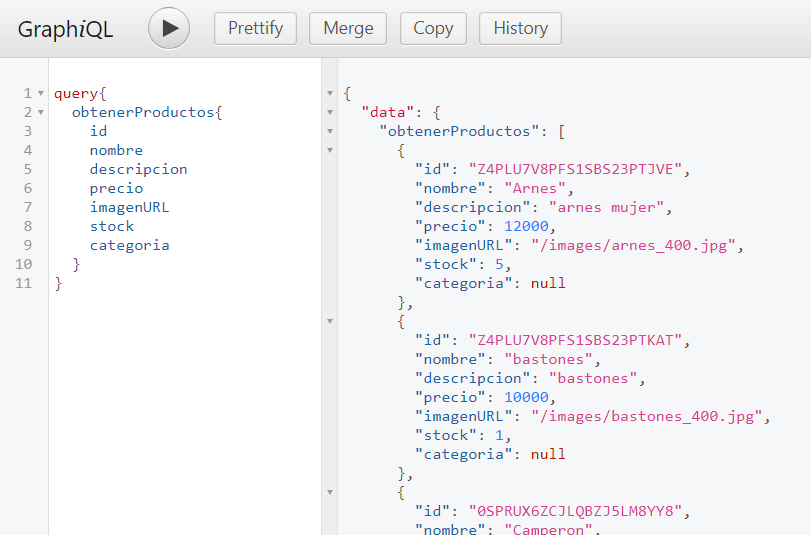 GraphiQL Prettify Merge Copy History
1 query{
2 obtenerProductos{
3 id
4 nombre
5 descripcion
6 precio
7 imagenURL
8 stock
9 categoria
10 }
11 }
{
"data": {
"obtenerProductos": [
{
"id": "Z4PLU7V8PFS1SBS23PTJVE",
"nombre": "Arnes",
"descripcion": "arnes mujer",
"precio": 12000,
"imagenURL": "/images/arnes_400.jpg",
"stock": 5,
"categoria": null
},
{
"id": "Z4PLU7V8PFS1SBS23PTKAT",
"nombre": "bastones",
"descripcion": "bastones",
"precio": 10000,
"imagenURL": "/images/bastones_400.jpg",
"stock": 1,
"categoria": null
},
{
"id": "0SPRUX6ZCJLQBZJ5LM8YY8",
"nombre": "Camperon",